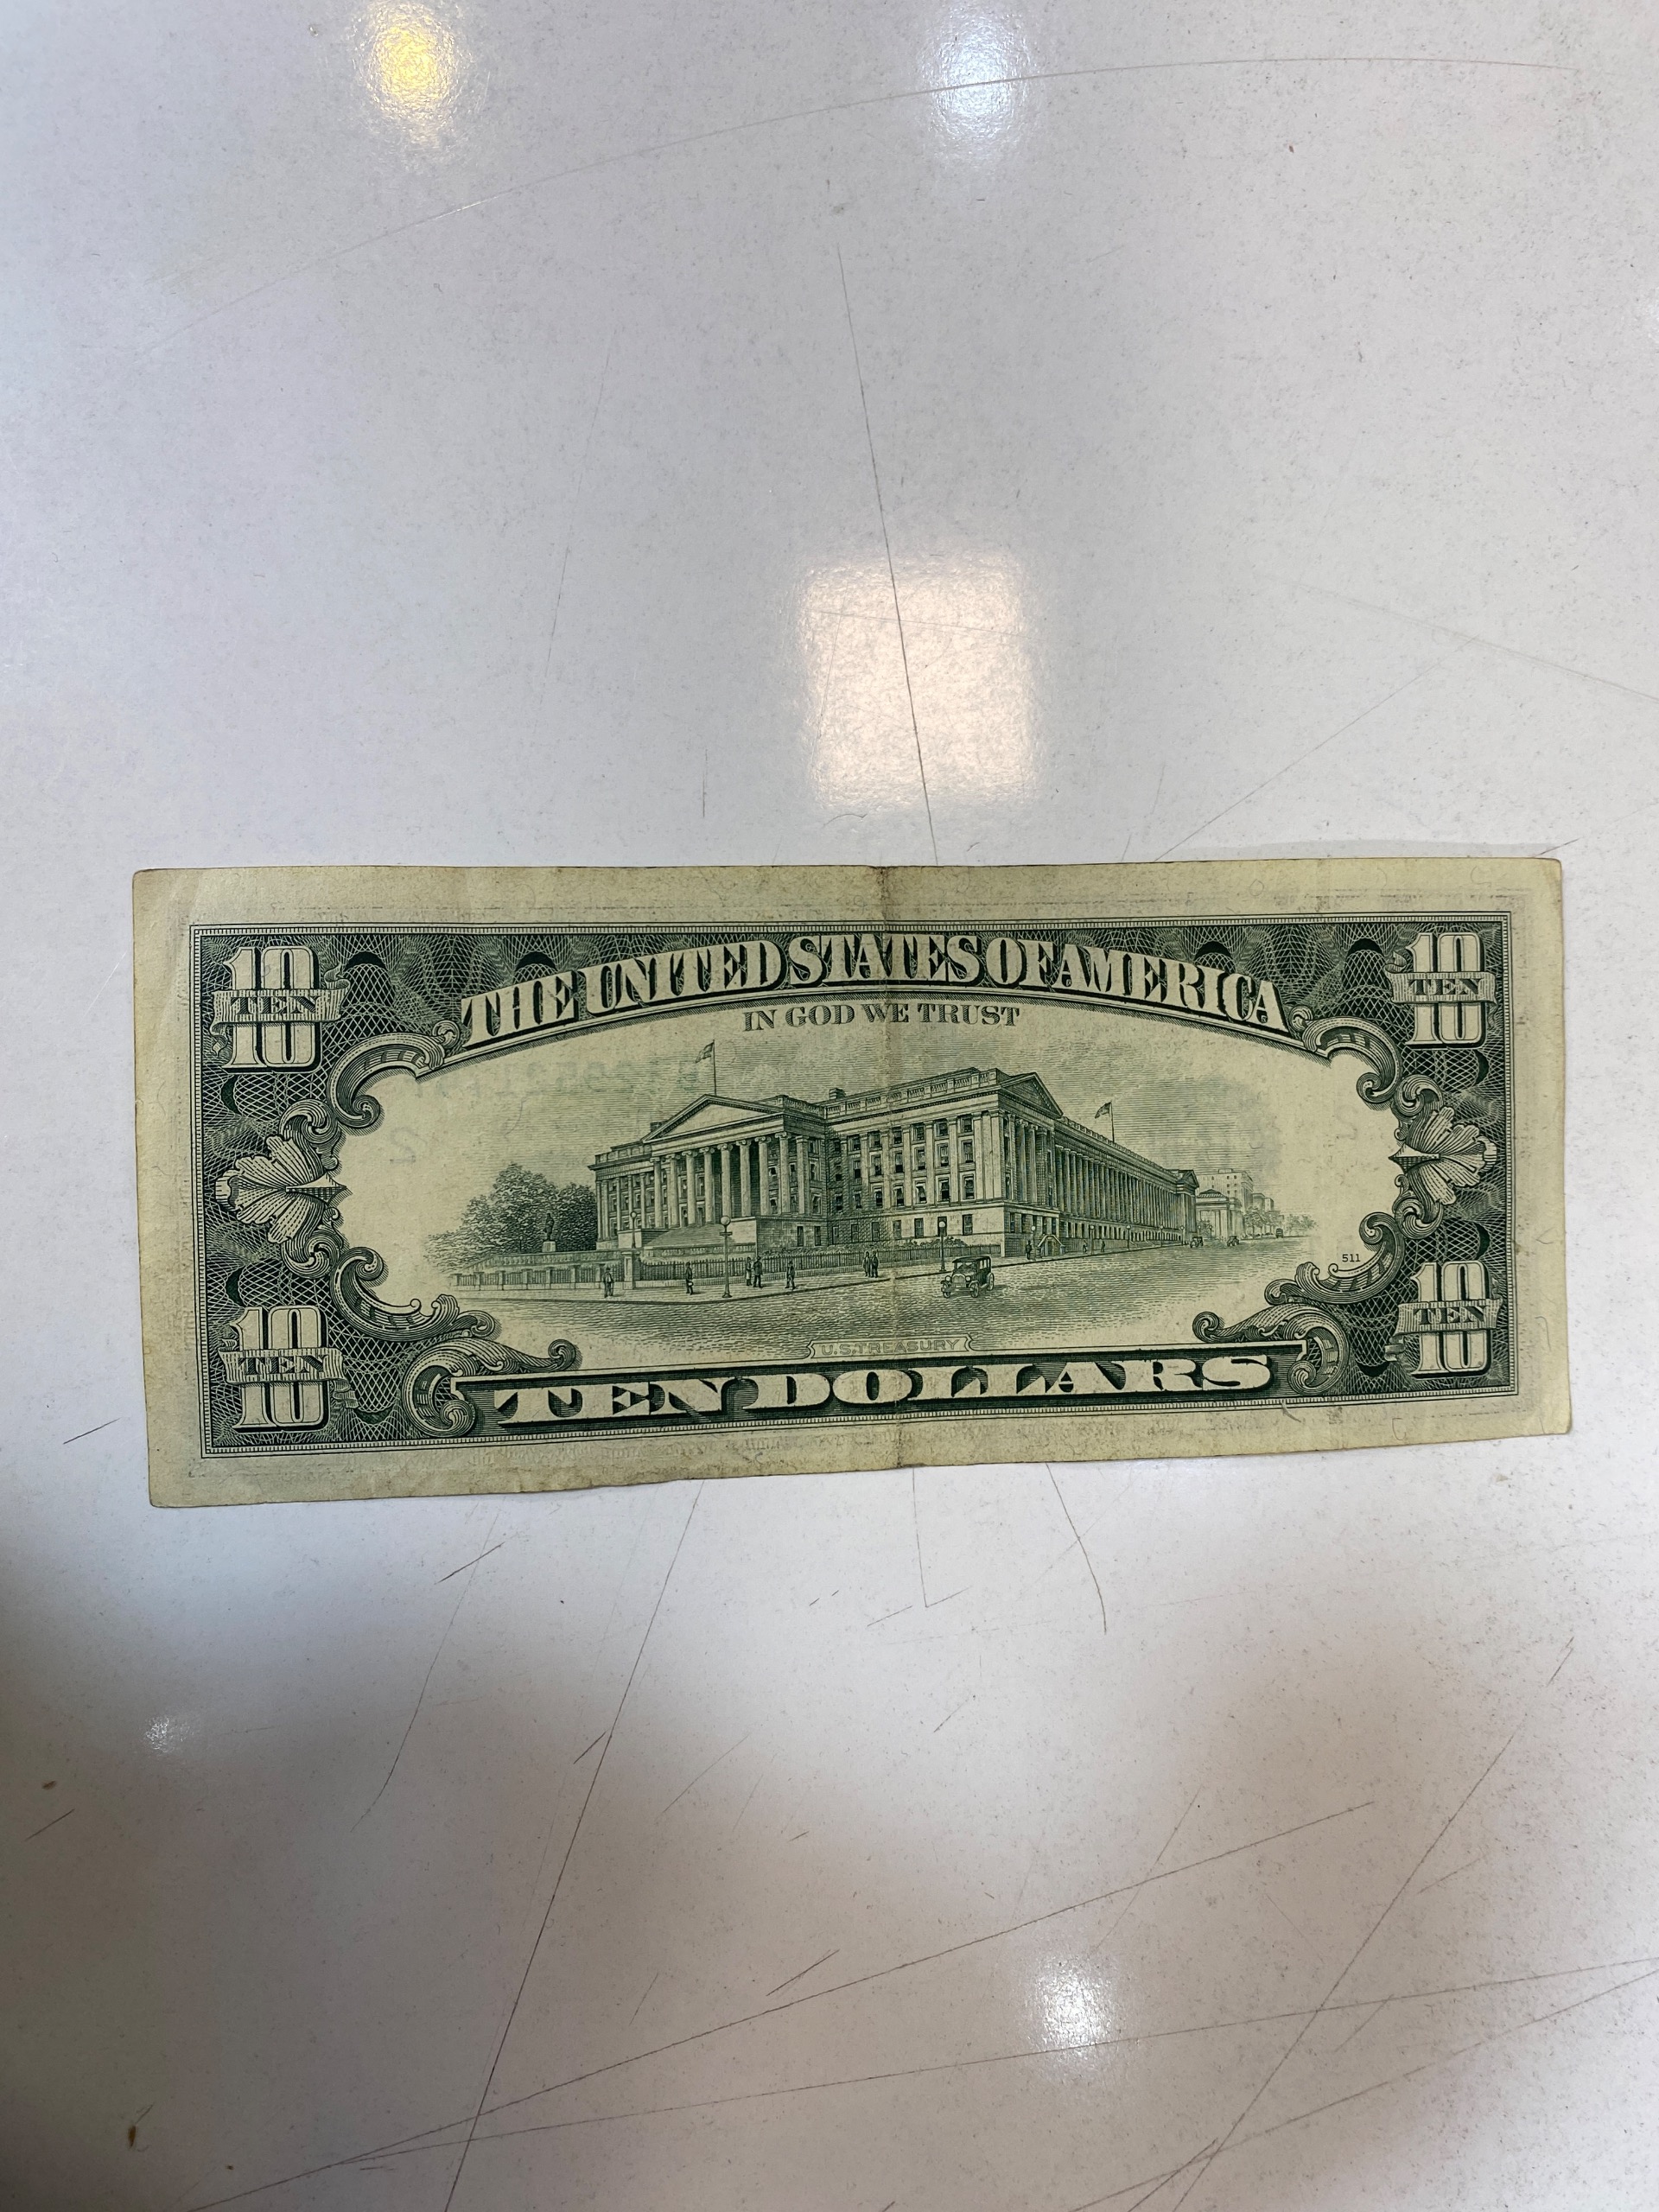 10 TEN 10
THE UNITED STATES OF AMERICA
10 TEN 10
IN GOD WE TRUST
511
10 TEN 10
U.S. TREASURY
TEN DOLLARS
10 TEN 10